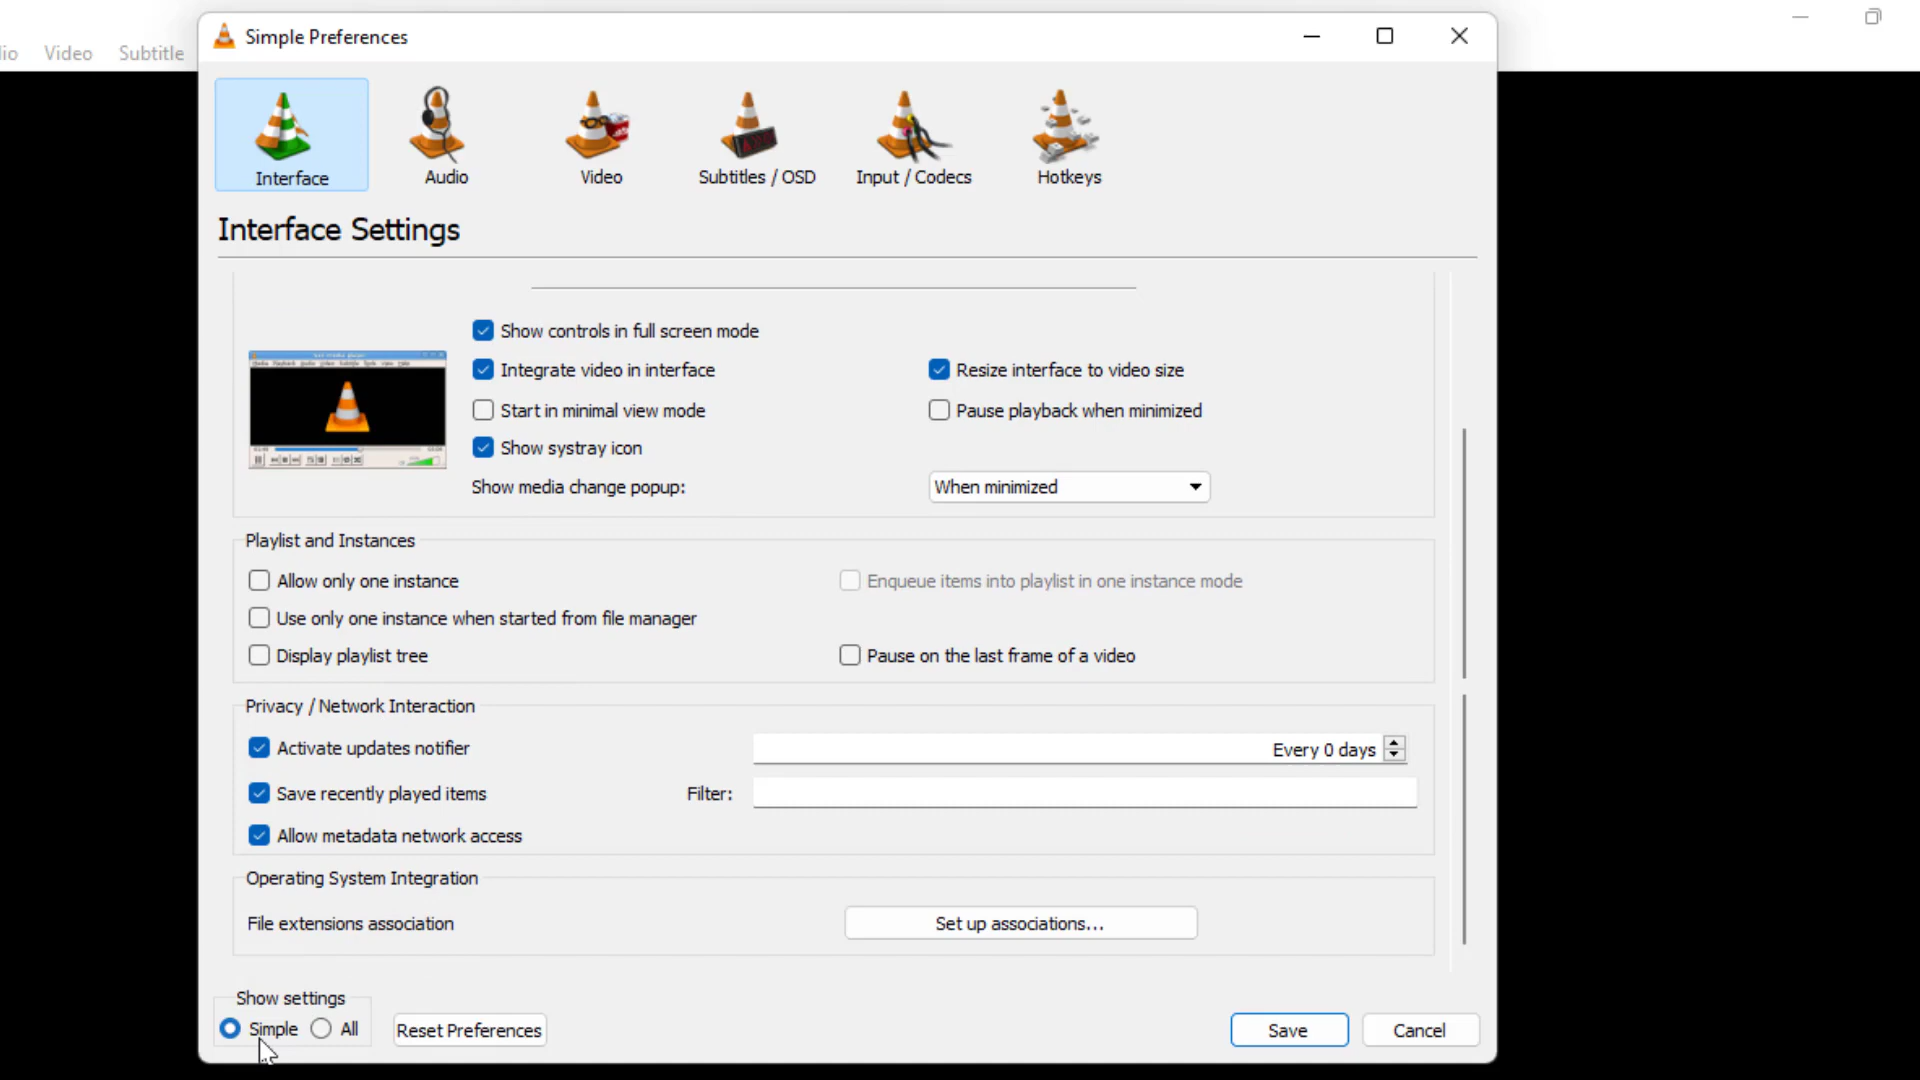 Simple Preferences
io Video Subtitle
Interface Audio Video Subtitles / OSD Input / Codecs Hotkeys
Interface Settings
Show controls in full screen mode
Integrate video in interface Resize interface to video size
Start in minimal view mode Pause playback when minimized
Show systray icon
Show media change popup: When minimized
Playlist and Instances
Allow only one instance Enqueue items into playlist in one instance mode
Use only one instance when started from file manager
Display playlist tree Pause on the last frame of a video
Privacy / Network Interaction
Activate updates notifier Every 0 days
Save recently played items Filter:
Allow metadata network access
Operating System Integration
File extensions association Set up associations...
Show settings
Simple All Reset Preferences Save Cancel